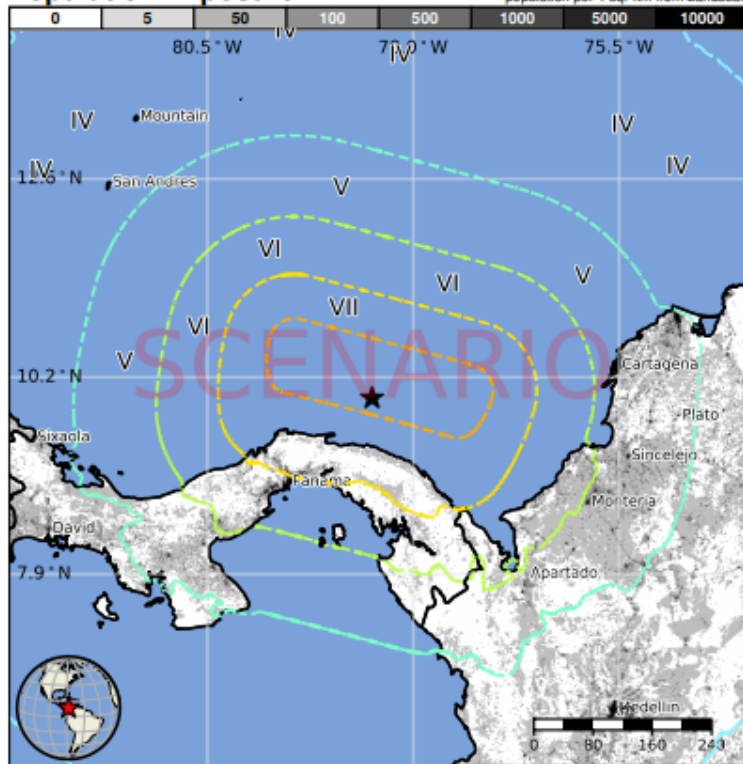 0 5 50 100 500 1000 5000 10000
IV
80.5°W 75.5°W
IV
Mountain
IV IV
IV IV
San Andres
V
VI
VI V
VII
VI
V
SCENARIO
10.2°N
Cartagena
Plato
Sixaola
Sincelejo
Panama
Monteria
David
7.9°N
Apartado
Medellin
0 80 160 240